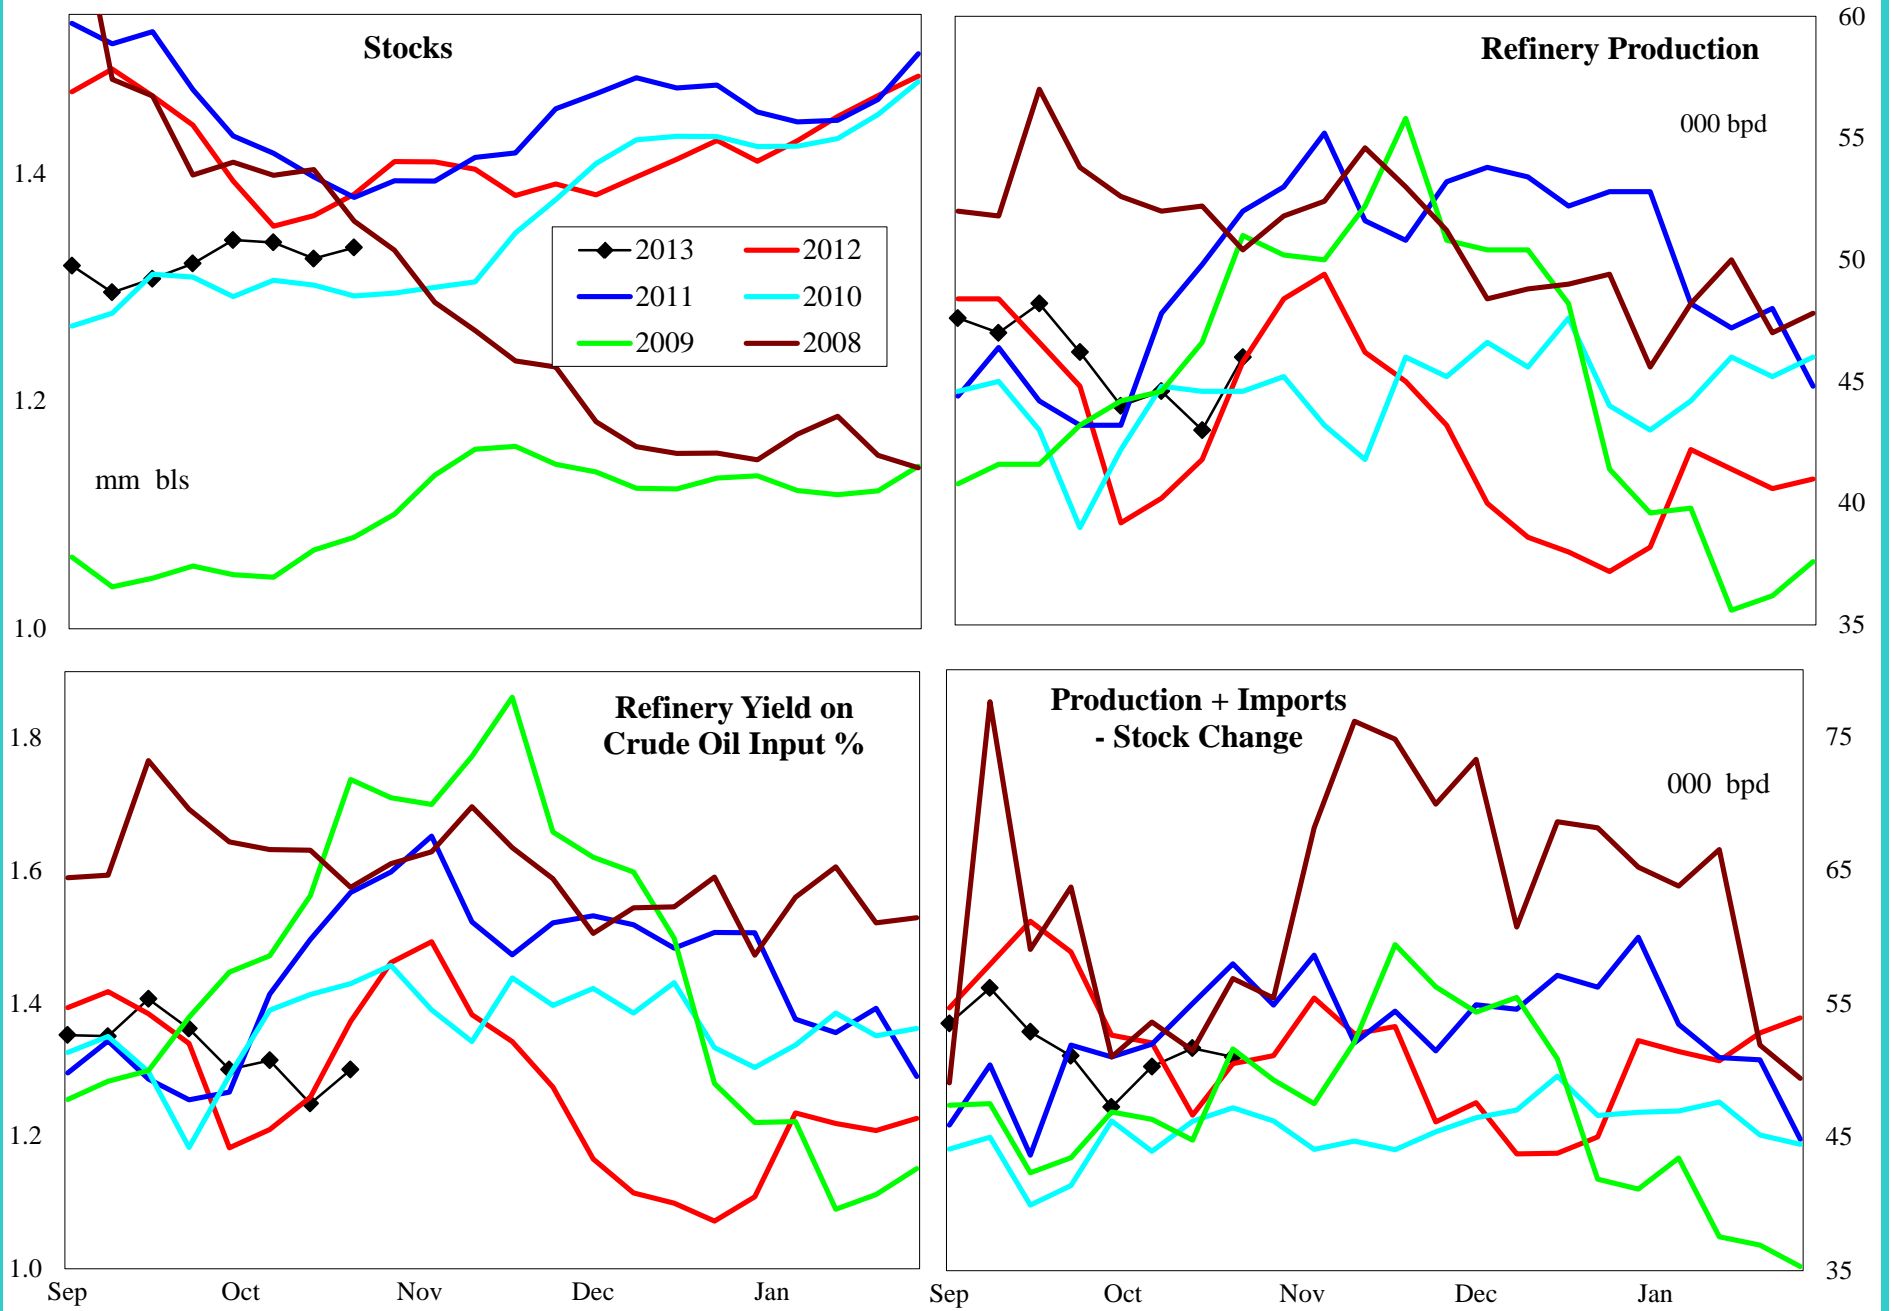 Stocks
1.4
1.2
1.0
mm bls
2013
2012
2011
2010
2009
2008
Refinery Production
000 bpd
60
55
50
45
40
35
Refinery Yield on
Crude Oil Input %
1.8
1.6
1.4
1.2
1.0
Sep
Oct
Nov
Dec
Jan
Production + Imports
- Stock Change
000 bpd
75
65
55
45
35
Sep
Oct
Nov
Dec
Jan